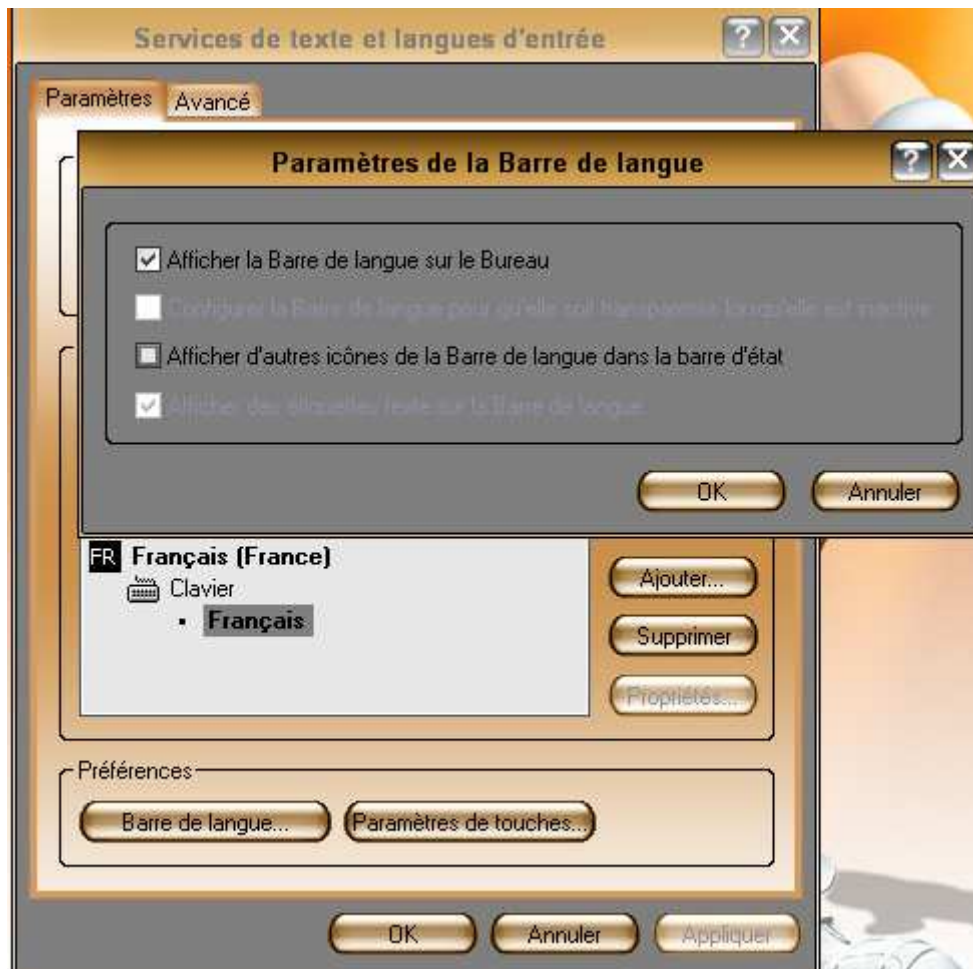 Services de texte et langues d'entrée
Paramètres Avancé
Paramètres de la Barre de langue
Afficher la Barre de langue sur le Bureau
Configurer la Barre de langue pour qu'elle soit transparente lorsqu'elle est inactive
Afficher d'autres icônes de la Barre de langue dans la barre d'état
Afficher des étiquettes texte sur la Barre de langue
OK Annuler
FR Français (France)
Clavier
• Français
Ajouter...
Supprimer
Propriétés...
Préférences
Barre de langue... Paramètres de touches...
OK Annuler Appliquer